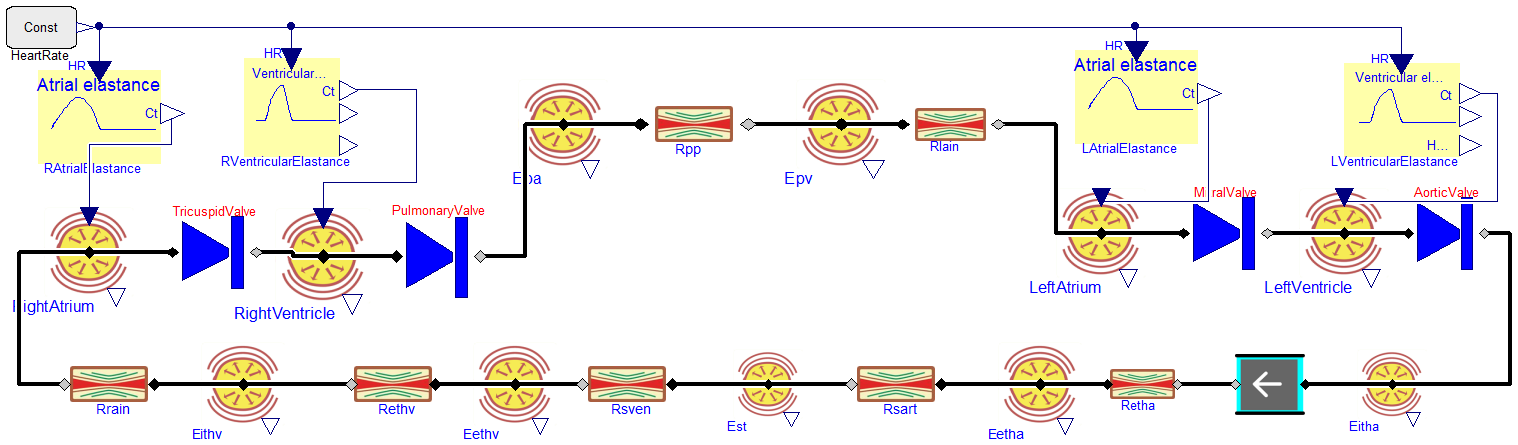 Const
HeartRate
HR
Atrial elastance
Ct
RAtrialElastance
HR
Ventricular...
Ct
RVentricularElastance
Epa
Rpp
Epv
Rlain
HR
Atrial elastance
Ct
LAtrialElastance
HR
Ventricular el...
Ct
H...
LVentricularElastance
TricuspidValve
PulmonaryValve
MitralValve
AorticValve
RightAtrium
RightVentricle
LeftAtrium
LeftVentricle
Rrain
Eithv
Rethv
Eethv
Rsven
Est
Rsart
Eetha
Retha
Eitha